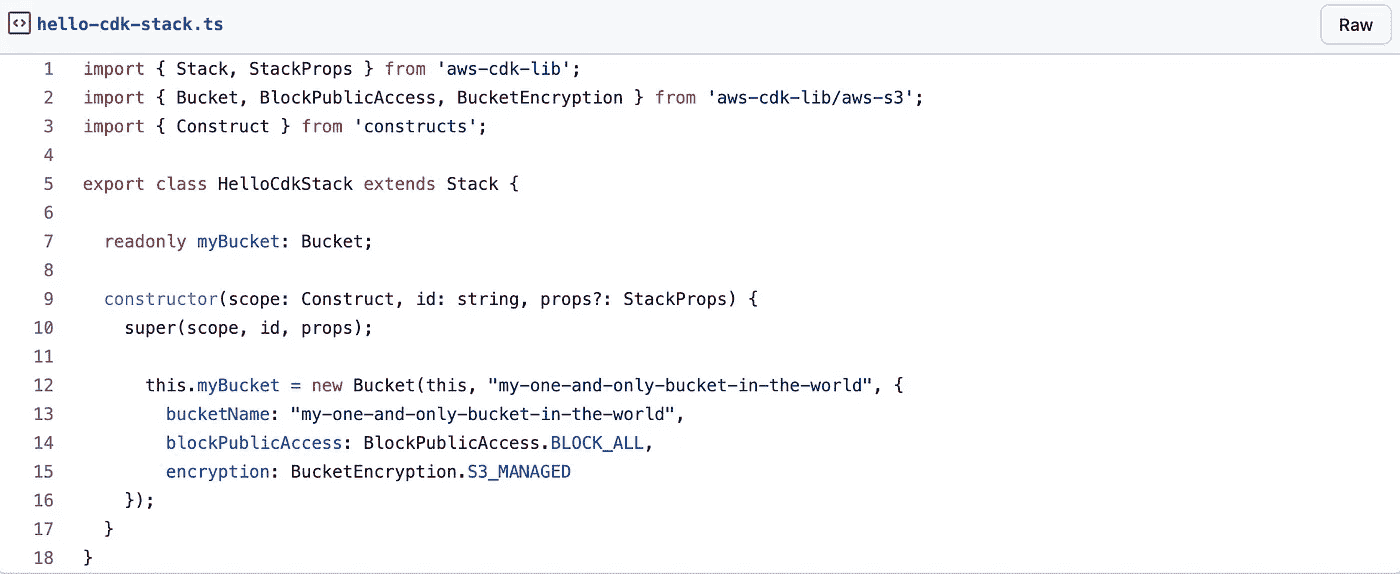 hello-cdk-stack.ts
Raw
1 import { Stack, StackProps } from 'aws-cdk-lib';
2 import { Bucket, BlockPublicAccess, BucketEncryption } from 'aws-cdk-lib/aws-s3';
3 import { Construct } from 'constructs';
4
5 export class HelloCdkStack extends Stack {
6
7   readonly myBucket: Bucket;
8
9   constructor(scope: Construct, id: string, props?: StackProps) {
10     super(scope, id, props);
11
12       this.myBucket = new Bucket(this, "my-one-and-only-bucket-in-the-world", {
13         bucketName: "my-one-and-only-bucket-in-the-world",
14         blockPublicAccess: BlockPublicAccess.BLOCK_ALL,
15         encryption: BucketEncryption.S3_MANAGED
16     });
17   }
18 }